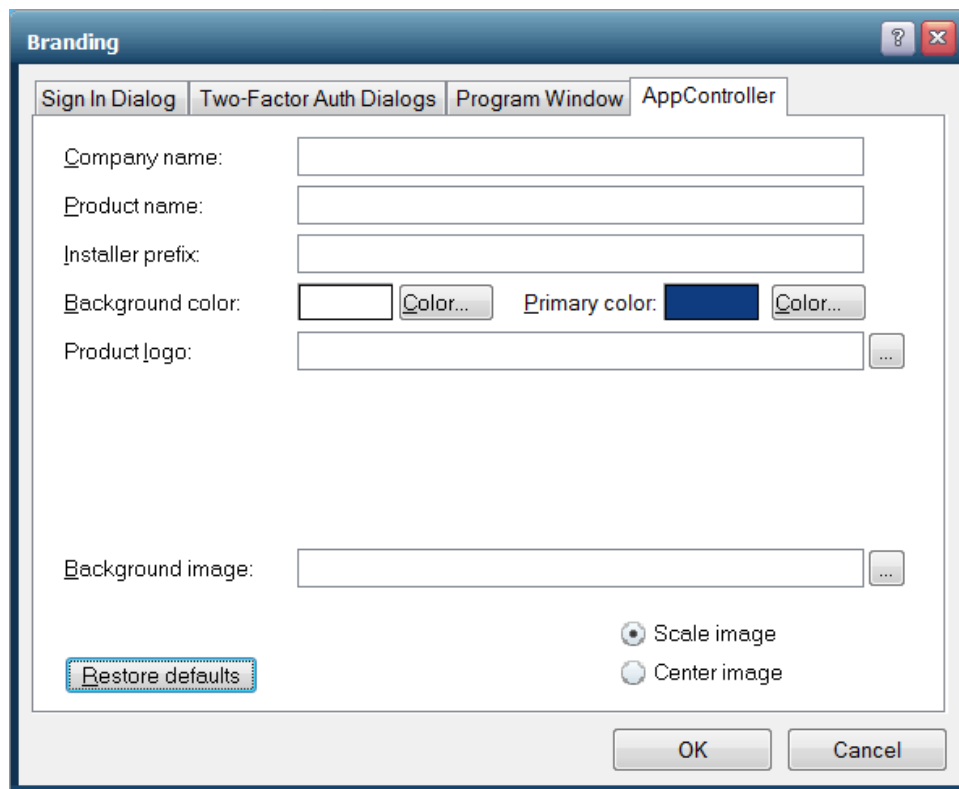 Branding
?
Sign In Dialog Two-Factor Auth Dialogs Program Window AppController
Company name:
Product name:
Installer prefix:
Background color: Color... Primary color: Color...
Product logo: ...
Background image: ...
Scale image
Restore defaults Center image
OK Cancel